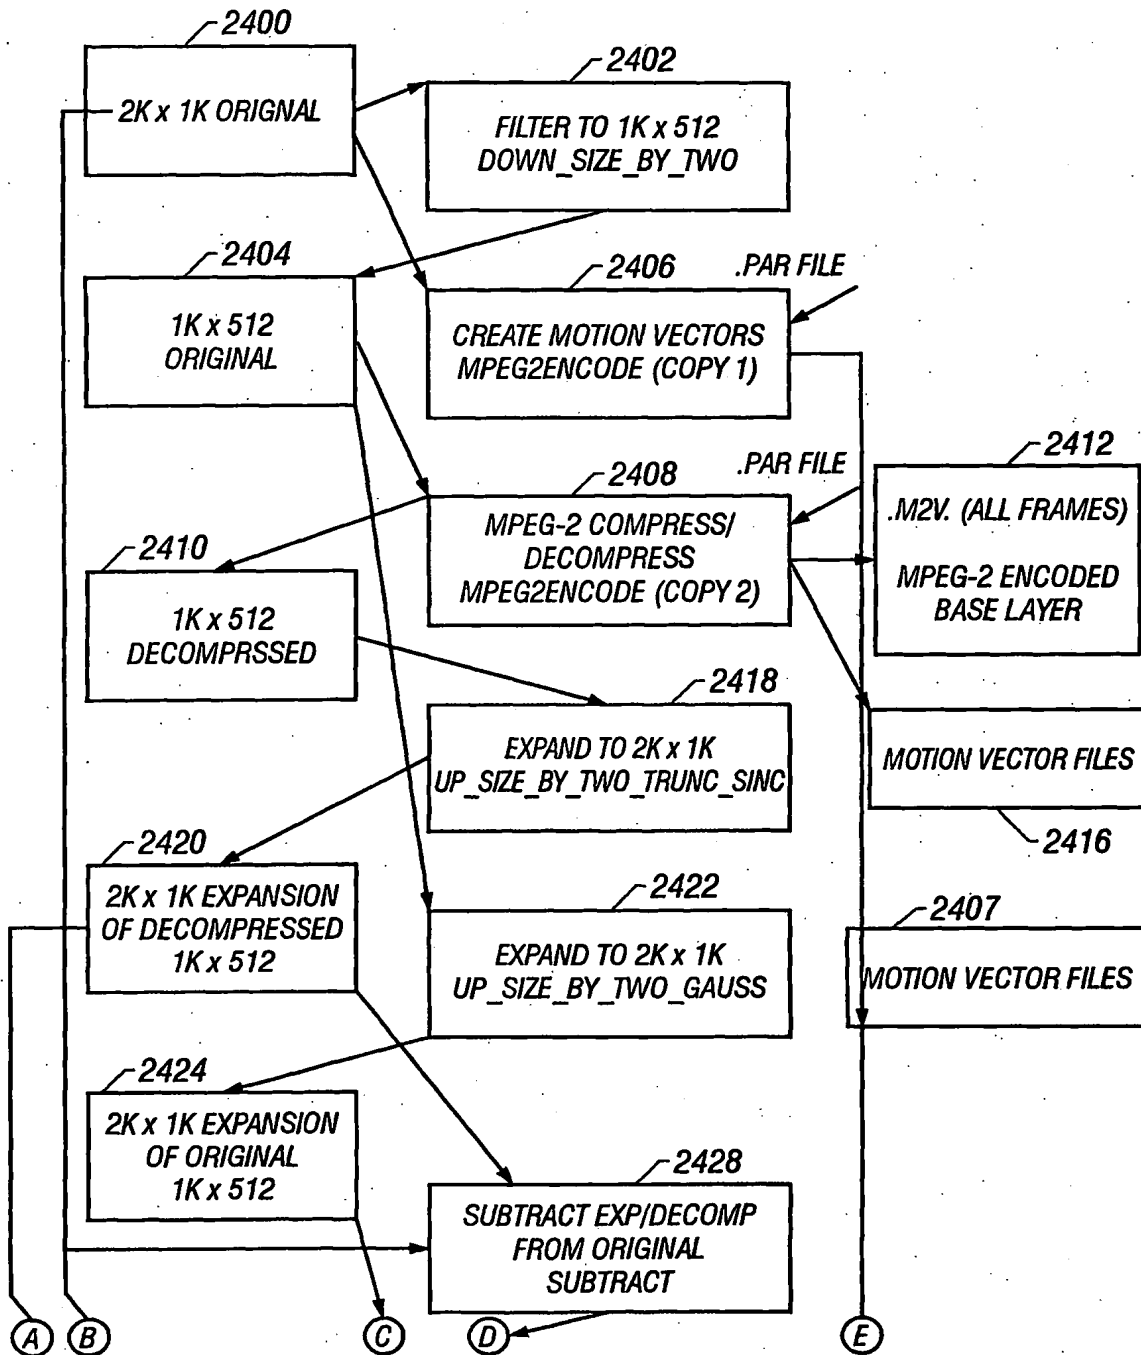 2400
2K x 1K ORIGNAL
2402
FILTER TO 1K x 512
DOWN_SIZE_BY_TWO
2404
1K x 512
ORIGINAL
2406
.PAR FILE
CREATE MOTION VECTORS
MPEG2ENCODE (COPY 1)
2408
.PAR FILE
MPEG-2 COMPRESS/
DECOMPRESS
MPEG2ENCODE (COPY 2)
2412
.M2V. (ALL FRAMES)
MPEG-2 ENCODED
BASE LAYER
2410
1K x 512
DECOMPRSSED
2418
EXPAND TO 2K x 1K
UP_SIZE_BY_TWO_TRUNC_SINC
MOTION VECTOR FILES
2416
2420
2K x 1K EXPANSION
OF DECOMPRESSED
1K x 512
2422
EXPAND TO 2K x 1K
UP_SIZE_BY_TWO_GAUSS
2407
MOTION VECTOR FILES
2424
2K x 1K EXPANSION
OF ORIGINAL
1K x 512
2428
SUBTRACT EXP/DECOMP
FROM ORIGINAL
SUBTRACT
A
B
C
D
E